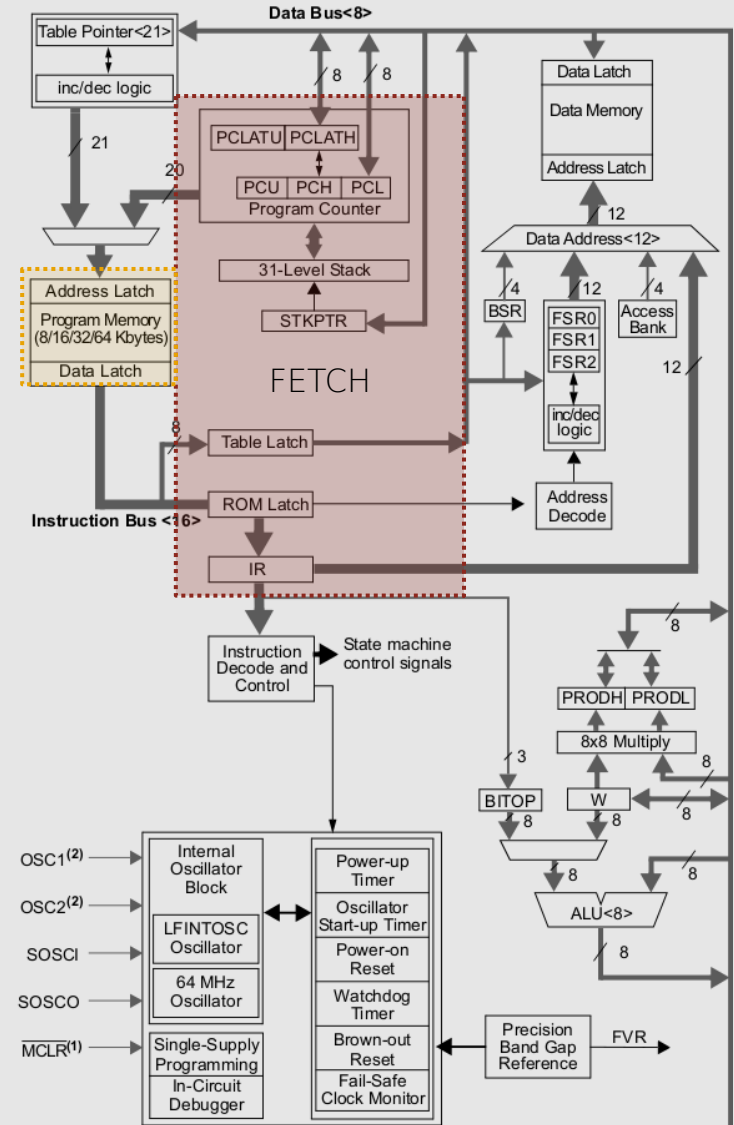 Data Bus<8>
Table Pointer<21>
inc/dec logic
21
20
8
8
PCLATU PCLATH
PCU PCH PCL
Program Counter
31-Level Stack
STKPTR
FETCH
Address Latch
Program Memory
(8/16/32/64 Kbytes)
Data Latch
8
Table Latch
ROM Latch
Instruction Bus <16>
IR
Data Latch
Data Memory
Address Latch
12
Data Address<12>
4
12
4
BSR
FSR0
FSR1
FSR2
Access
Bank
12
inc/dec
logic
Address
Decode
Instruction
Decode and
Control
State machine
control signals
8
PRODH PRODL
8x8 Multiply
3
8
BITOP
W
8
8
8
8
8
ALU<8>
8
OSC1(2)
OSC2(2)
SOSCI
SOSCO
MCLR(1)
Internal
Oscillator
Block
LFINTOSC
Oscillator
64 MHz
Oscillator
Single-Supply
Programming
In-Circuit
Debugger
Power-up
Timer
Oscillator
Start-up Timer
Power-on
Reset
Watchdog
Timer
Brown-out
Reset
Fail-Safe
Clock Monitor
Precision
Band Gap
Reference
FVR